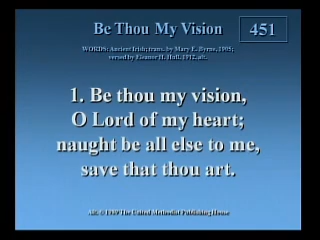 Be Thou My Vision
451
WORDS: Ancient Irish; trans. by Mary E. Byrne, 1905;
versed by Eleanor H. Hull, 1912, alt.
1. Be thou my vision,
O Lord of my heart;
naught be all else to me,
save that thou art.
Alt. © 1989 The United Methodist Publishing House